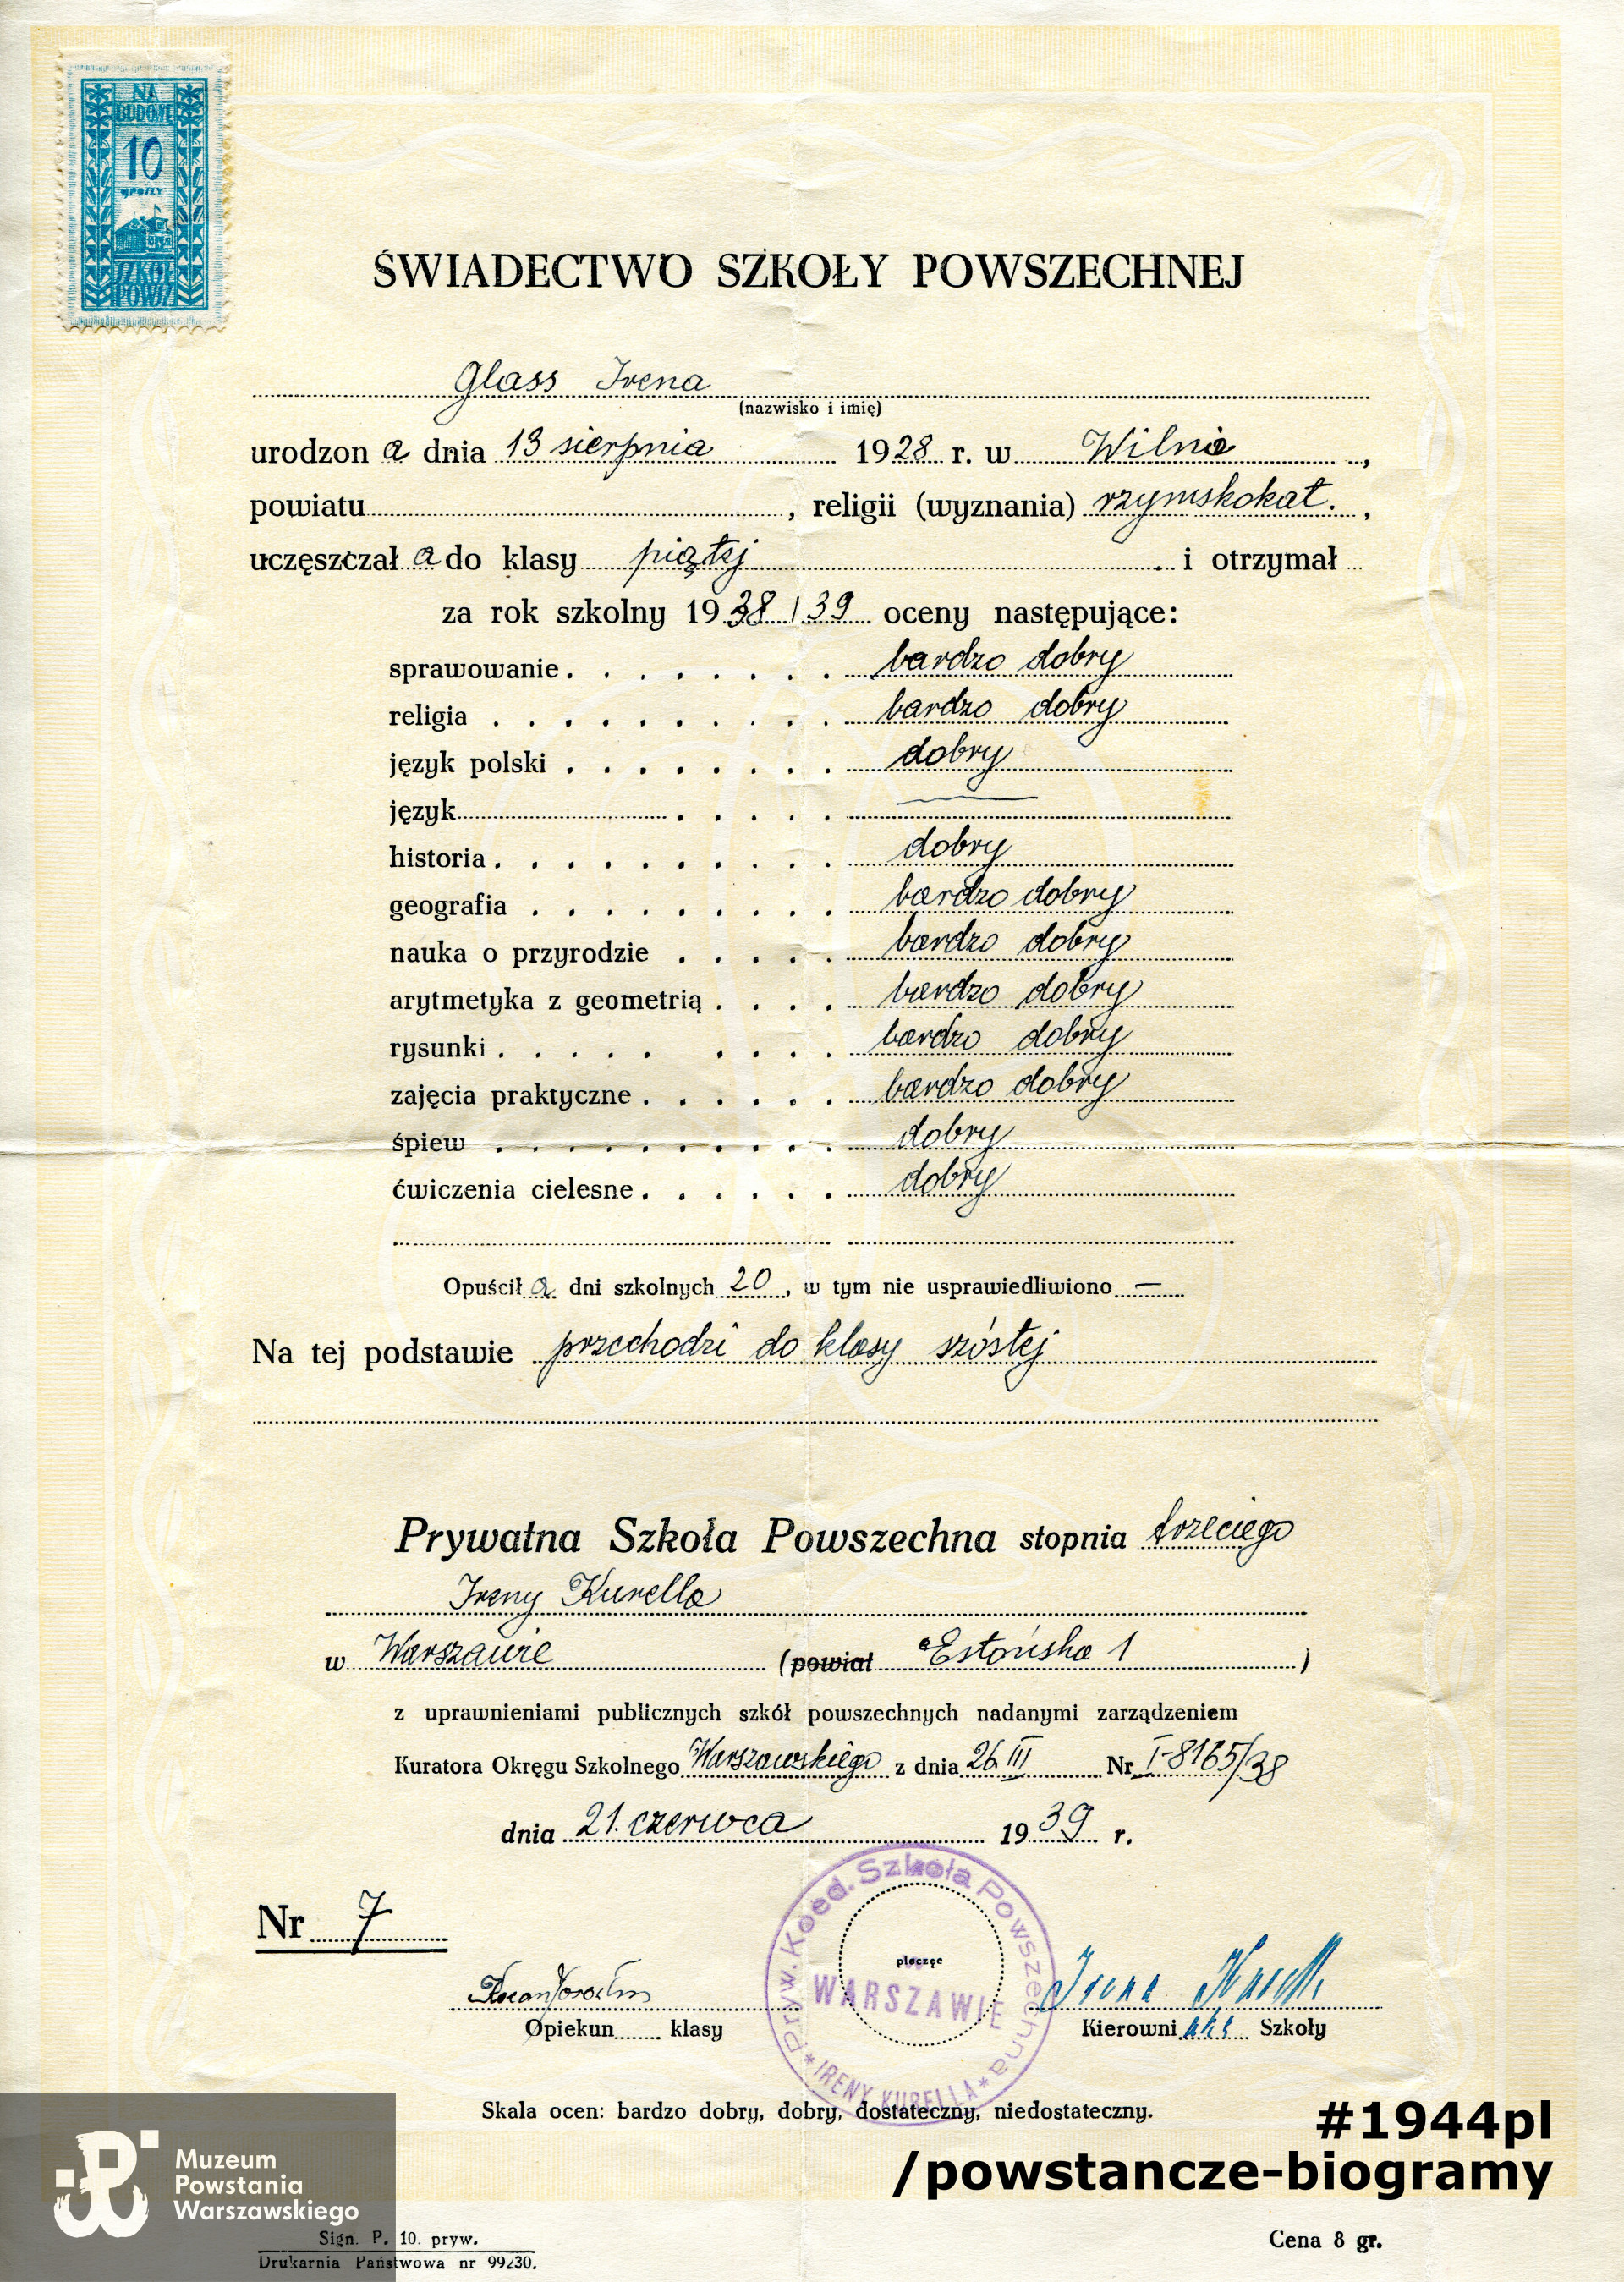 NA
BUDOWĘ
10
groszy
SZKÓŁ
POWSZ
ŚWIADECTWO SZKOŁY POWSZECHNEJ
Glass Irena
(nazwisko i imię)
urodzon a dnia 13 sierpnia 1928 r. w Wilnie,
powiatu , religii (wyznania) rzymskokat. ,
uczęszczał a do klasy piątej i otrzymał
za rok szkolny 1938/39 oceny następujące:
sprawowanie bardzo dobry
religia bardzo dobry
język polski dobry
język —
historia dobry
geografia bardzo dobry
nauka o przyrodzie bardzo dobry
arytmetyka z geometrią bardzo dobry
rysunki bardzo dobry
zajęcia praktyczne bardzo dobry
śpiew dobry
ćwiczenia cielesne dobry
Opuścił a dni szkolnych 20, w tym nie usprawiedliwiono —
Na tej podstawie przechodzi do klasy szóstej
Prywatna Szkoła Powszechna stopnia trzeciego
Ireny Kurella
w Warszawie (powiat Estońska 1)
z uprawnieniami publicznych szkół powszechnych nadanymi zarządzeniem
Kuratora Okręgu Szkolnego Warszawskiego z dnia 26 III Nr I-8165/38
dnia 21. czerwca 1939 r.
Nr 7
Pryw. Koed. Szkoła Powszechna
pieczęć
W WARSZAWIE
* IRENY KURELLA *
Irena Kurella
Opiekun klasy
Kierowniczka Szkoły
Skala ocen: bardzo dobry, dobry, dostateczny, niedostateczny.
#1944pl
/powstancze-biogramy
Muzeum
Powstania
Warszawskiego
Sign. P. 10. pryw.
Drukarnia Państwowa nr 99230.
Cena 8 gr.